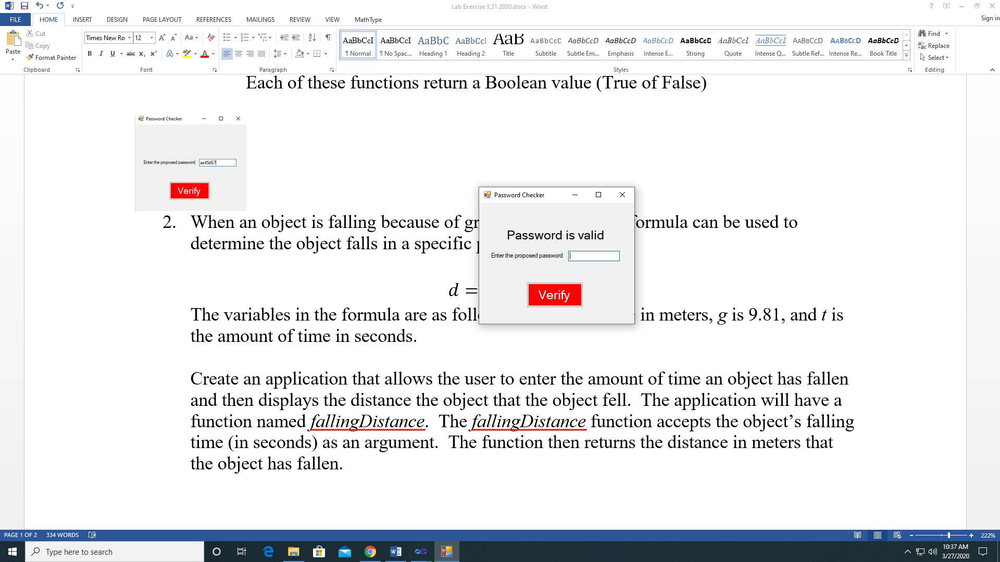 Lab Exercise 3.31.2020.docx - Word
FILE HOME INSERT DESIGN PAGE LAYOUT REFERENCES MAILINGS REVIEW VIEW MathType Sign in
Paste
Cut
Copy
Format Painter
Clipboard
Times New Ro 12
Font
Paragraph
AaBbCcI AaBbCcI AaBbC AaBbCcI AaB AaBbCcD AaBbCcD AaBbCcD AaBbCcD AaBbCcD AaBbCcL AaBbCcL AaBbCcD AaBbCcD AaBbCcD
¶ Normal ¶ No Spac... Heading 1 Heading 2 Title Subtitle Subtle Em... Emphasis Intense E... Strong Quote Intense Q... Subtle Ref... Intense Re... Book Title
Styles
Find
Replace
Select
Editing
Each of these functions return a Boolean value (True of False)
Password Checker
Enter the proposed password as45d67
Verify
Password Checker
Password is valid
Enter the proposed password
Verify
2. When an object is falling because of gr formula can be used to
determine the object falls in a specific
d =
The variables in the formula are as foll in meters, g is 9.81, and t is
the amount of time in seconds.
Create an application that allows the user to enter the amount of time an object has fallen
and then displays the distance the object that the object fell. The application will have a
function named fallingDistance. The fallingDistance function accepts the object’s falling
time (in seconds) as an argument. The function then returns the distance in meters that
the object has fallen.
PAGE 1 OF 2 334 WORDS 222%
Type here to search
10:37 AM
3/27/2020